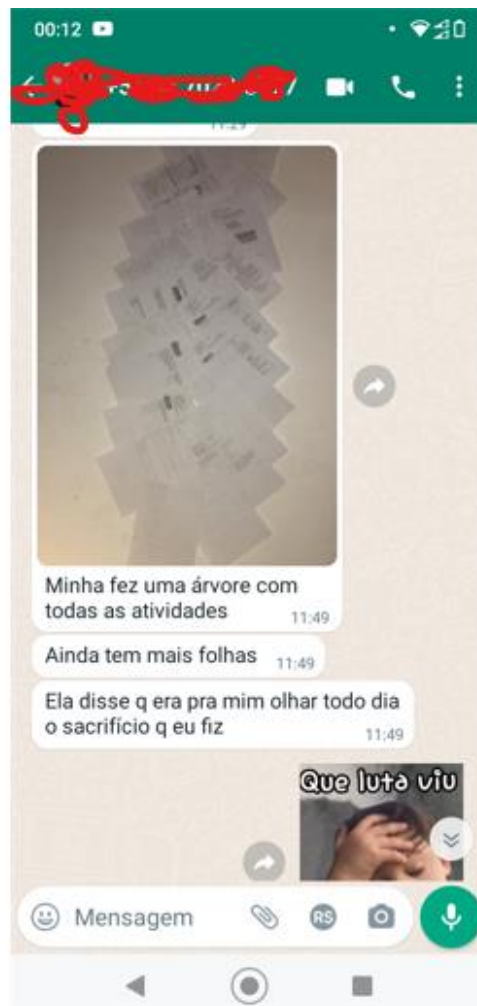 00:12
11:29
Minha fez uma árvore com
todas as atividades
11:49
Ainda tem mais folhas
11:49
Ela disse q era pra mim olhar todo dia
o sacrifício q eu fiz
11:49
Que luta viu
Mensagem
RS